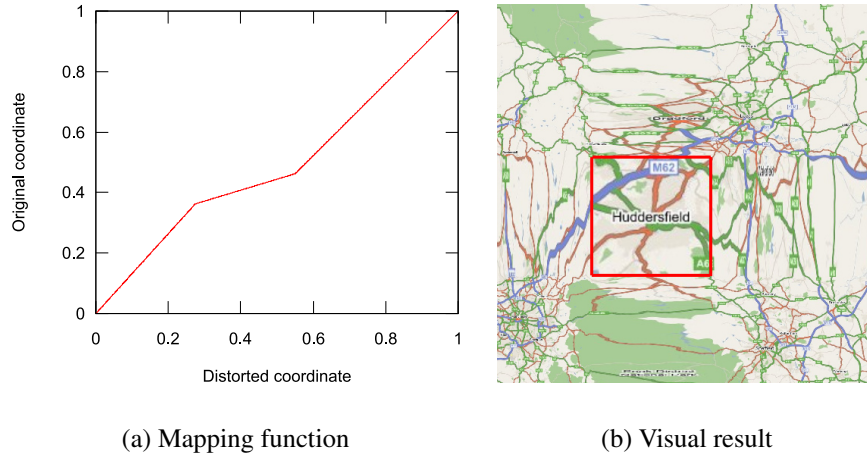 1
0.8
0.6
0.4
0.2
0
0 0.2 0.4 0.6 0.8 1
Original coordinate
Distorted coordinate
Bradford
M62
Huddersfield
A6
(a) Mapping function
(b) Visual result